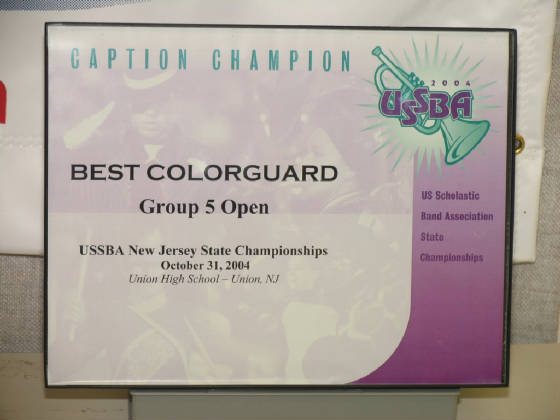 CAPTION CHAMPION
2004
USSBA
BEST COLORGUARD
Group 5 Open
USSBA New Jersey State Championships
October 31, 2004
Union High School – Union, NJ
US Scholastic
Band Association
State
Championships